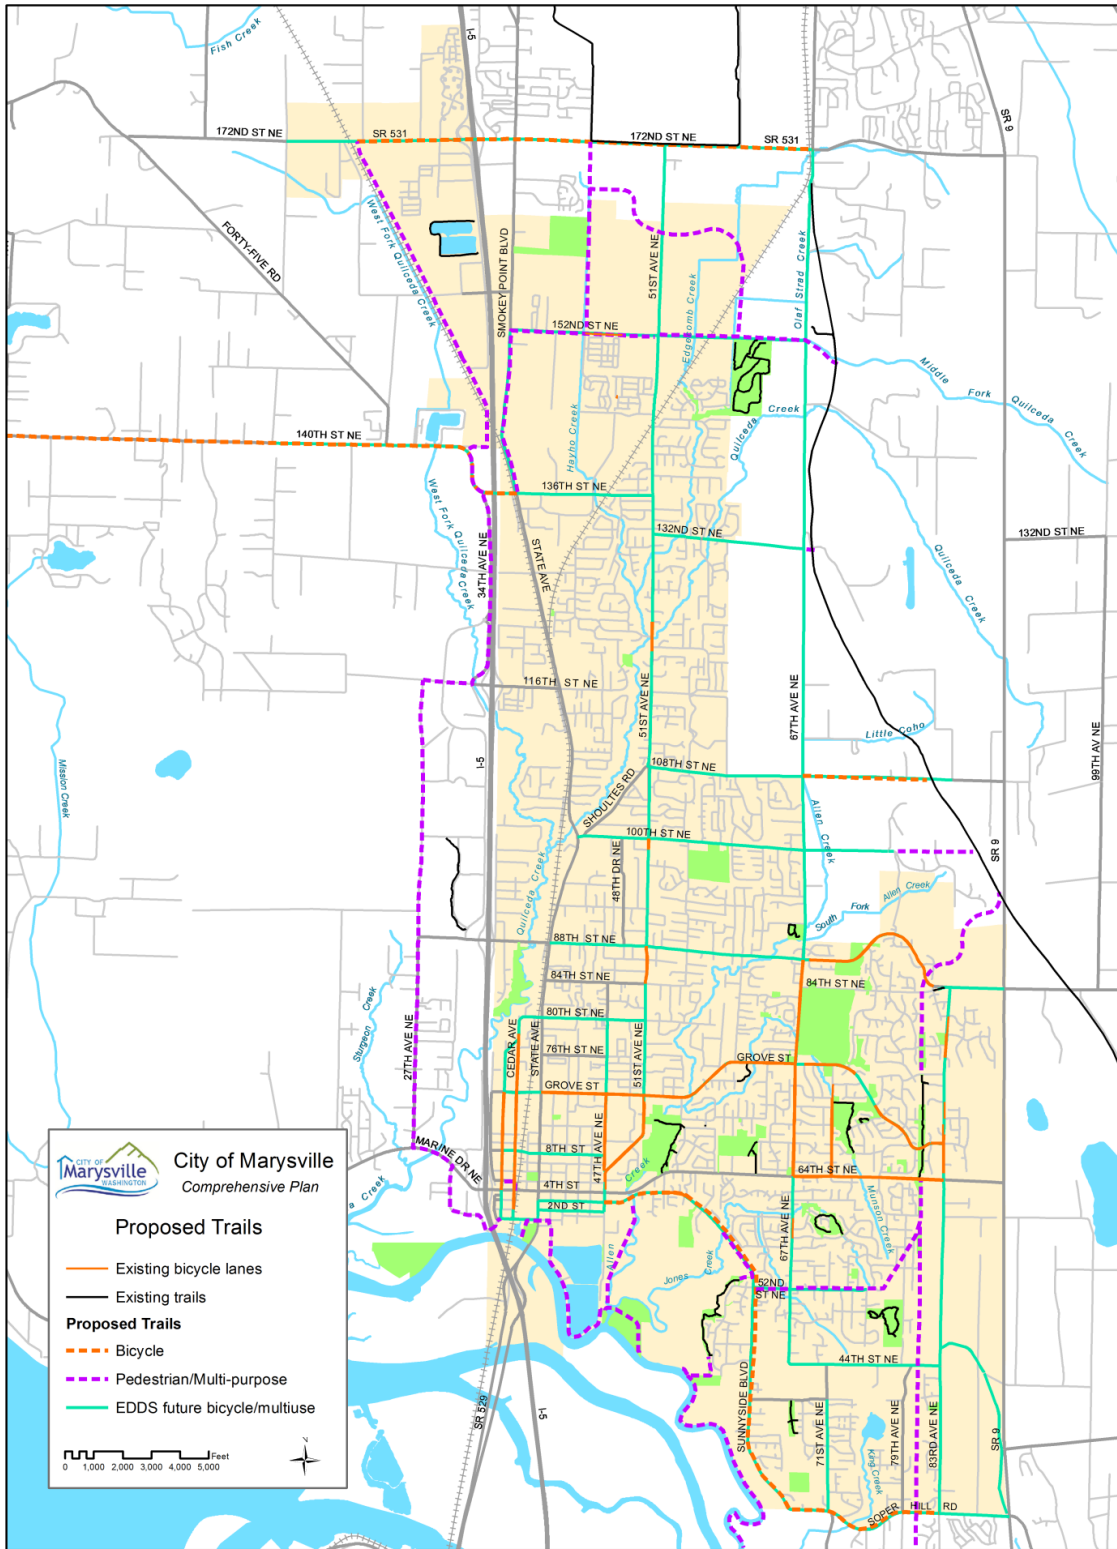 Fish Creek
I-5
SR 9
172ND ST NE
SR 531
172ND ST NE
SR 531
FORTY-FIVE RD
West Fork Quilceda Creek
SMOKEY POINT BLVD
51ST AVE NE
Edgecomb Creek
Olaf Strad Creek
152ND ST NE
Middle Fork Quilceda Creek
Hayho Creek
Quilceda Creek
140TH ST NE
136TH ST NE
West Fork Quilceda Creek
132ND ST NE
132ND ST NE
Quilceda Creek
STATE AVE
34TH AVE NE
116TH ST NE
51ST AVE NE
67TH AVE NE
Little Coho
99TH AV NE
I-5
Mission Creek
108TH ST NE
SHOULTES RD
Allen Creek
100TH ST NE
SR 9
48TH DR NE
Quilceda Creek
South Fork Allen Creek
88TH ST NE
84TH ST NE
84TH ST NE
Sturgeon Creek
80TH ST NE
CEDAR AVE
STATE AVE
76TH ST NE
51ST AVE NE
GROVE ST
27TH AVE NE
GROVE ST
47TH AVE NE
MARINE DR NE
8TH ST
64TH ST NE
4TH ST
Creek
2ND ST
67TH AVE NE
Munson Creek
a Creek
Allen
Jones Creek
52ND
ST NE
44TH ST NE
SUNNYSIDE BLVD
71ST AVE NE
79TH AVE NE
83RD AVE NE
SR 9
King Creek
SOPER HILL RD
SR 529
I-5
CITY OF
Marysville
WASHINGTON
City of Marysville
Comprehensive Plan
Proposed Trails
Existing bicycle lanes
Existing trails
Proposed Trails
Bicycle
Pedestrian/Multi-purpose
EDDS future bicycle/multiuse
Feet
0 1,000 2,000 3,000 4,000 5,000